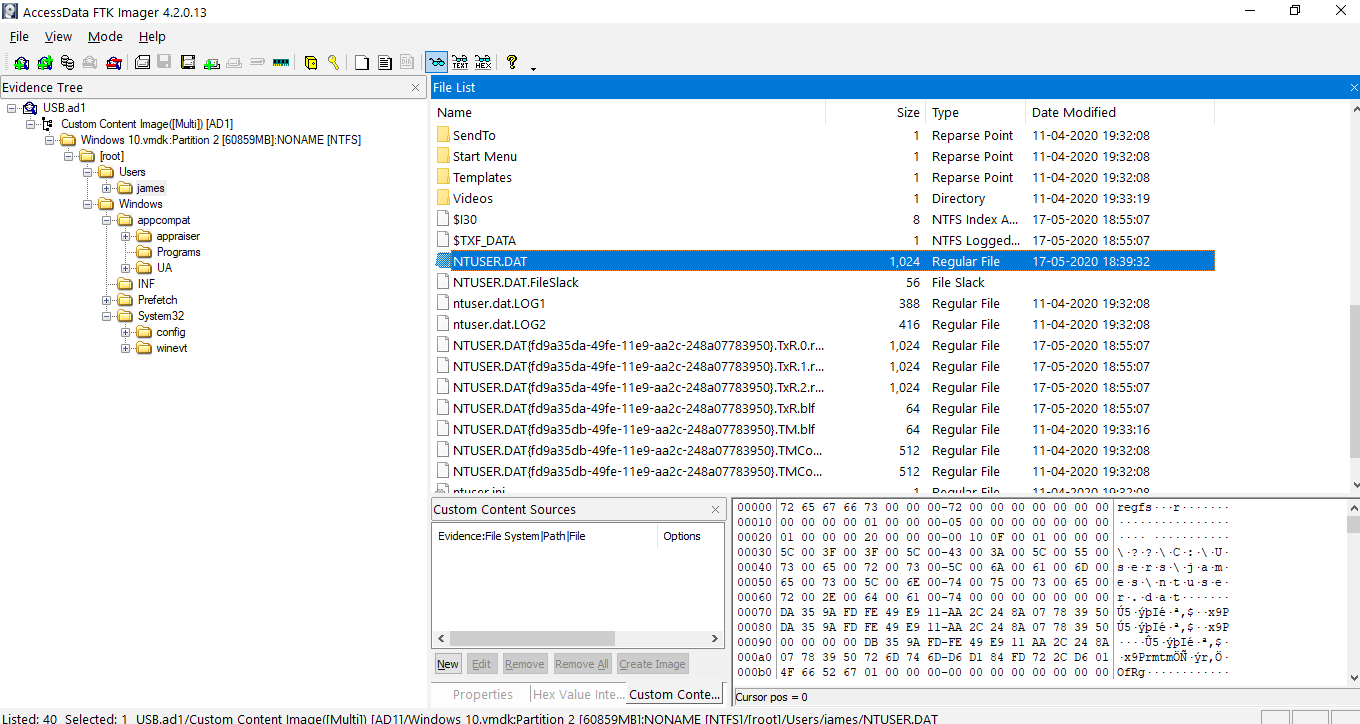 AccessData FTK Imager 4.2.0.13
File View Mode Help
Evidence Tree
USB.ad1
Custom Content Image([Multi]) [AD1]
Windows 10.vmdk:Partition 2 [60859MB]:NONAME [NTFS]
[root]
Users
james
Windows
appcompat
appraiser
Programs
UA
INF
Prefetch
System32
config
winevt
File List
Name Size Type Date Modified
SendTo 1 Reparse Point 11-04-2020 19:32:08
Start Menu 1 Reparse Point 11-04-2020 19:32:08
Templates 1 Reparse Point 11-04-2020 19:32:08
Videos 1 Directory 11-04-2020 19:33:19
$I30 8 NTFS Index A... 17-05-2020 18:55:07
$TXF_DATA 1 NTFS Logged... 17-05-2020 18:55:07
NTUSER.DAT 1,024 Regular File 17-05-2020 18:39:32
NTUSER.DAT.FileSlack 56 File Slack
ntuser.dat.LOG1 388 Regular File 11-04-2020 19:32:08
ntuser.dat.LOG2 416 Regular File 11-04-2020 19:32:08
NTUSER.DAT{fd9a35da-49fe-11e9-aa2c-248a07783950}.TxR.0.r... 1,024 Regular File 17-05-2020 18:55:07
NTUSER.DAT{fd9a35da-49fe-11e9-aa2c-248a07783950}.TxR.1.r... 1,024 Regular File 17-05-2020 18:55:07
NTUSER.DAT{fd9a35da-49fe-11e9-aa2c-248a07783950}.TxR.2.r... 1,024 Regular File 17-05-2020 18:55:07
NTUSER.DAT{fd9a35da-49fe-11e9-aa2c-248a07783950}.TxR.blf 64 Regular File 17-05-2020 18:55:07
NTUSER.DAT{fd9a35db-49fe-11e9-aa2c-248a07783950}.TM.blf 64 Regular File 11-04-2020 19:33:16
NTUSER.DAT{fd9a35db-49fe-11e9-aa2c-248a07783950}.TMCo... 512 Regular File 11-04-2020 19:32:08
NTUSER.DAT{fd9a35db-49fe-11e9-aa2c-248a07783950}.TMCo... 512 Regular File 11-04-2020 19:32:08
ntuser.ini 1 Regular File 11-04-2020 19:32:08
Custom Content Sources
Evidence:File System|Path|File Options
New Edit Remove Remove All Create Image
Properties Hex Value Inte... Custom Conte...
00000 72 65 67 66 73 00 00 00-72 00 00 00 00 00 00 00 regfs···r·······
00010 00 00 00 00 01 00 00 00-05 00 00 00 00 00 00 00 ················
00020 01 00 00 00 20 00 00 00-00 10 0F 00 01 00 00 00 ···· ···········
00030 5C 00 3F 00 3F 00 5C 00-43 00 3A 00 5C 00 55 00 \·?·?·\·C·:·\·U·
00040 73 00 65 00 72 00 73 00-5C 00 6A 00 61 00 6D 00 s·e·r·s·\·j·a·m·
00050 65 00 73 00 5C 00 6E 00-74 00 75 00 73 00 65 00 e·s·\·n·t·u·s·e·
00060 72 00 2E 00 64 00 61 00-74 00 00 00 00 00 00 00 r·.·d·a·t·······
00070 DA 35 9A FD FE 49 E9 11-AA 2C 24 8A 07 78 39 50 Ú5·ýþIé·ª,$··x9P
00080 DA 35 9A FD FE 49 E9 11-AA 2C 24 8A 07 78 39 50 Ú5·ýþIé·ª,$··x9P
00090 00 00 00 00 DB 35 9A FD-FE 49 E9 11 AA 2C 24 8A ····Û5·ýþIé·ª,$·
000a0 07 78 39 50 72 6D 74 6D-D6 D1 84 FD 72 2C D6 01 ·x9PrmtmÖÑ·ýr,Ö·
000b0 4F 66 52 67 01 00 00 00-00 00 00 00 00 00 00 00 OfRg············
Cursor pos = 0
Listed: 40 Selected: 1 USB.ad1/Custom Content Image([Multi]) [AD1]/Windows 10.vmdk:Partition 2 [60859MB]:NONAME [NTFS]/[root]/Users/james/NTUSER.DAT